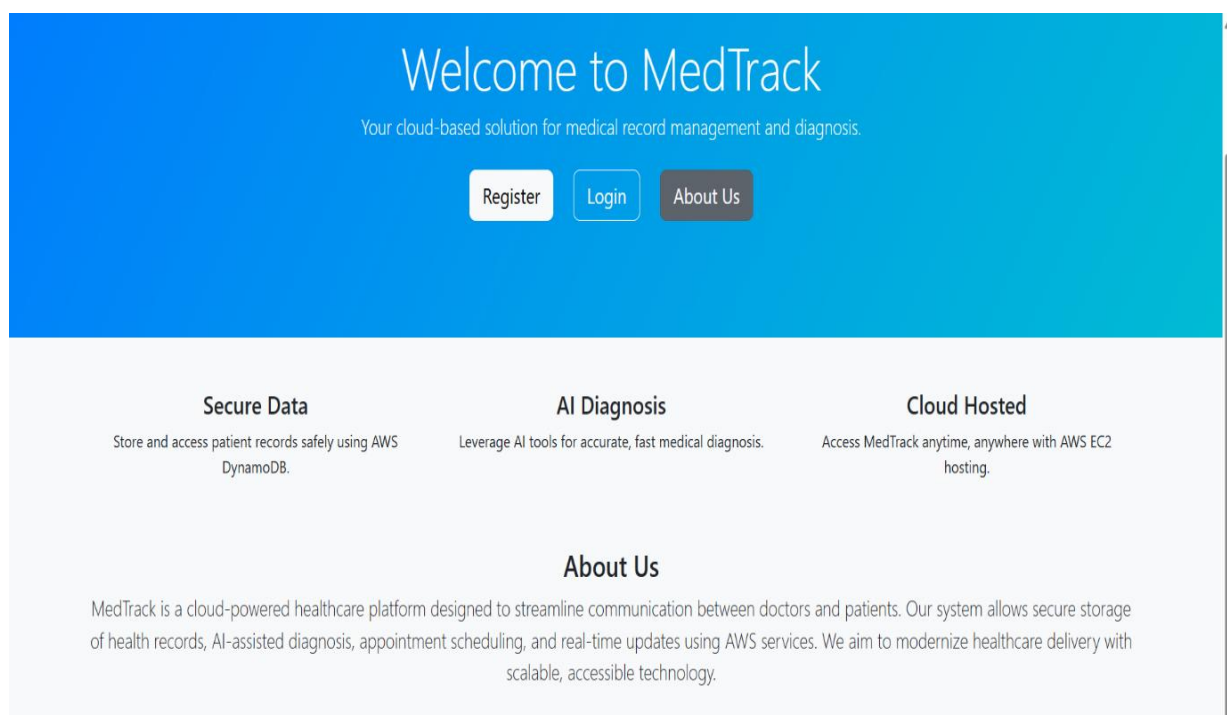 Welcome to MedTrack
Your cloud-based solution for medical record management and diagnosis.
Register
Login
About Us
Secure Data
Store and access patient records safely using AWS
DynamoDB.
AI Diagnosis
Leverage AI tools for accurate, fast medical diagnosis.
Cloud Hosted
Access MedTrack anytime, anywhere with AWS EC2
hosting.
About Us
MedTrack is a cloud-powered healthcare platform designed to streamline communication between doctors and patients. Our system allows secure storage
of health records, AI-assisted diagnosis, appointment scheduling, and real-time updates using AWS services. We aim to modernize healthcare delivery with
scalable, accessible technology.